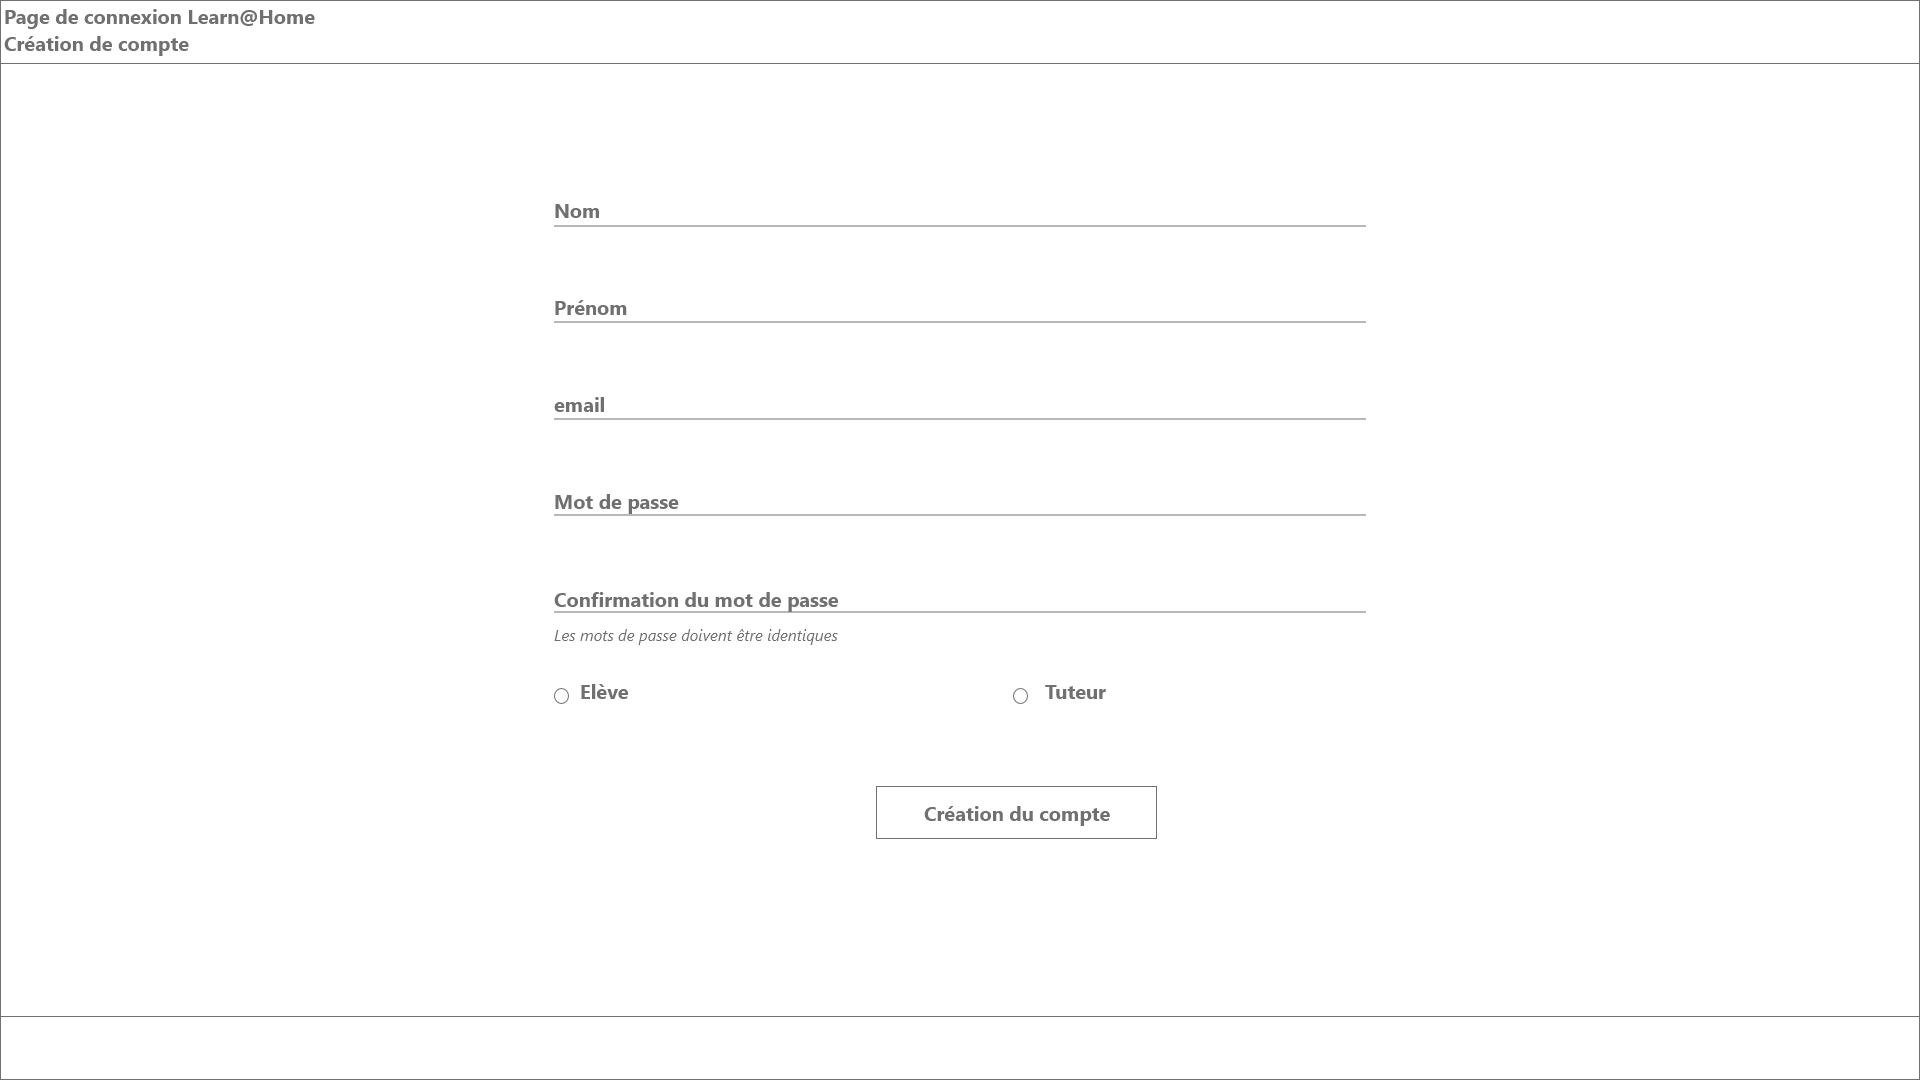 Page de connexion Learn@Home
Création de compte
Nom
Prénom
email
Mot de passe
Confirmation du mot de passe
Les mots de passe doivent être identiques
Elève Tuteur
Création du compte